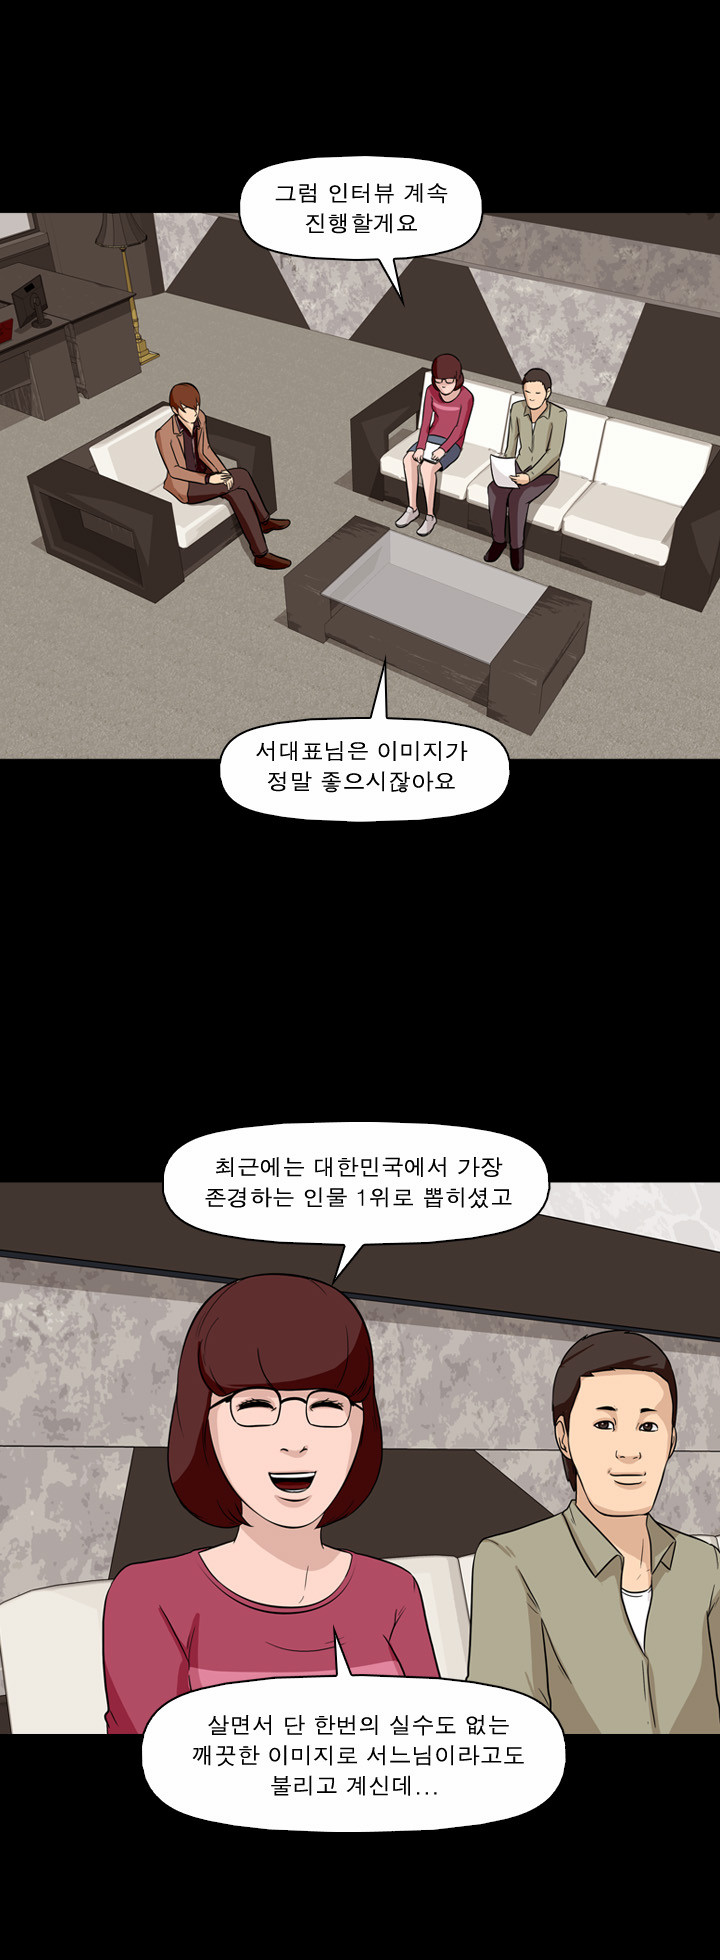 그럼 인터뷰 계속
진행할게요
서대표님은 이미지가
정말 좋으시잖아요
최근에는 대한민국에서 가장
존경하는 인물 1위로 뽑히셨고
살면서 단 한번의 실수도 없는
깨끗한 이미지로 서느님이라고도
불리고 계신데...